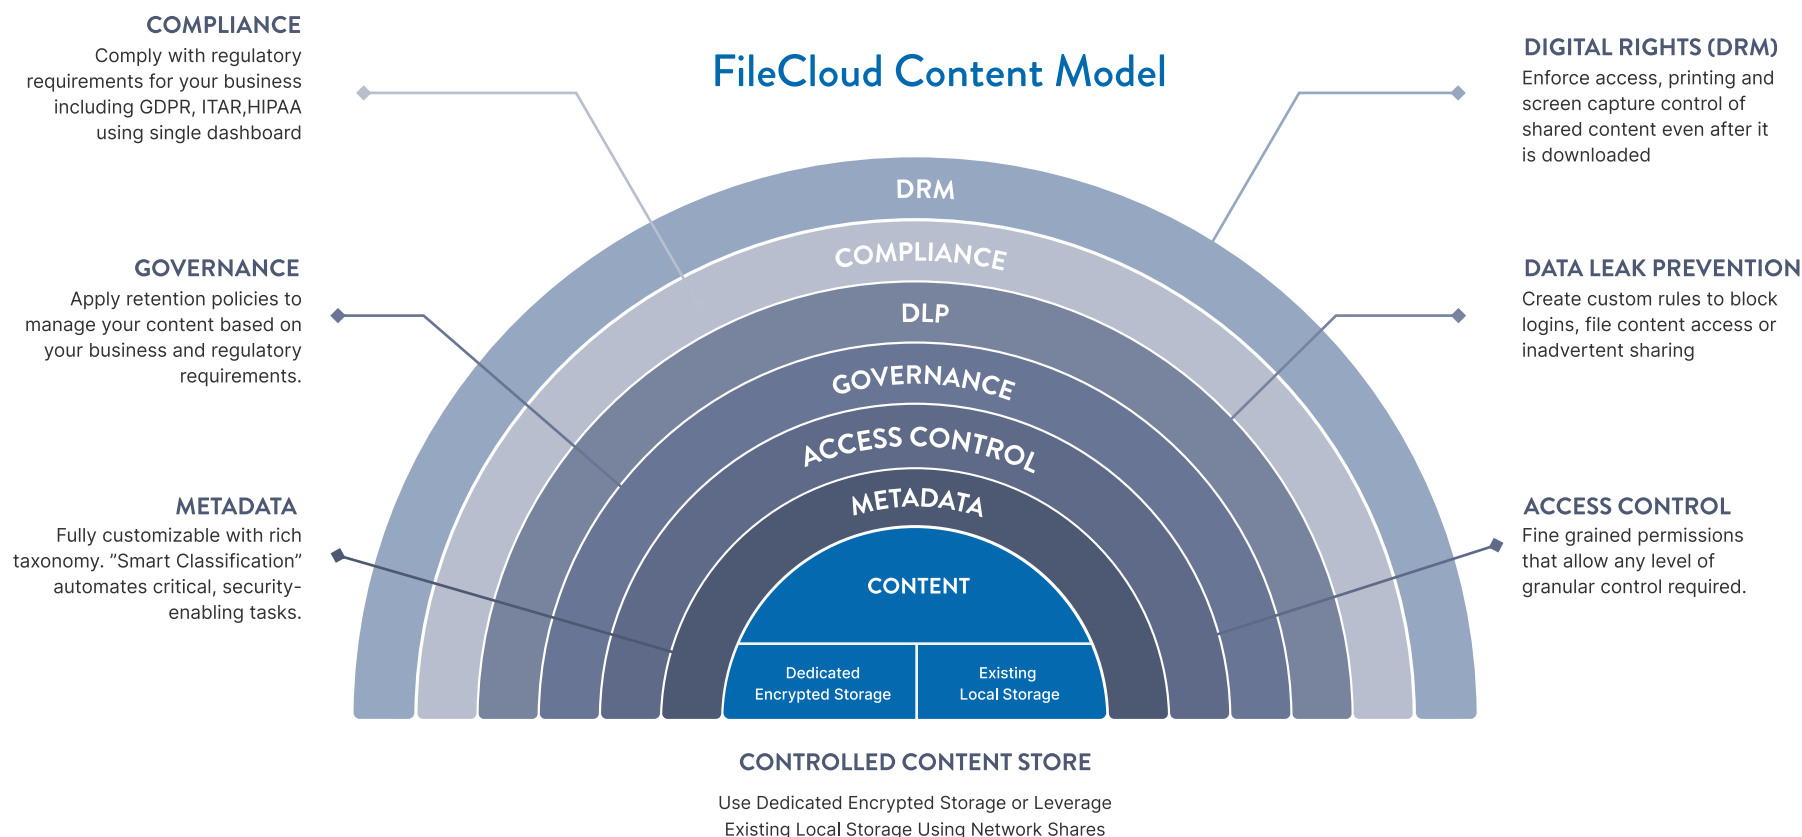 FileCloud Content Model
COMPLIANCE
Comply with regulatory
requirements for your business
including GDPR, ITAR,HIPAA
using single dashboard
GOVERNANCE
Apply retention policies to
manage your content based on
your business and regulatory
requirements.
METADATA
Fully customizable with rich
taxonomy. ”Smart Classification”
automates critical, security-
enabling tasks.
DRM
COMPLIANCE
DLP
GOVERNANCE
ACCESS CONTROL
METADATA
CONTENT
Dedicated
Encrypted Storage
Existing
Local Storage
DIGITAL RIGHTS (DRM)
Enforce access, printing and
screen capture control of
shared content even after it
is downloaded
DATA LEAK PREVENTION
Create custom rules to block
logins, file content access or
inadvertent sharing
ACCESS CONTROL
Fine grained permissions
that allow any level of
granular control required.
CONTROLLED CONTENT STORE
Use Dedicated Encrypted Storage or Leverage
Existing Local Storage Using Network Shares